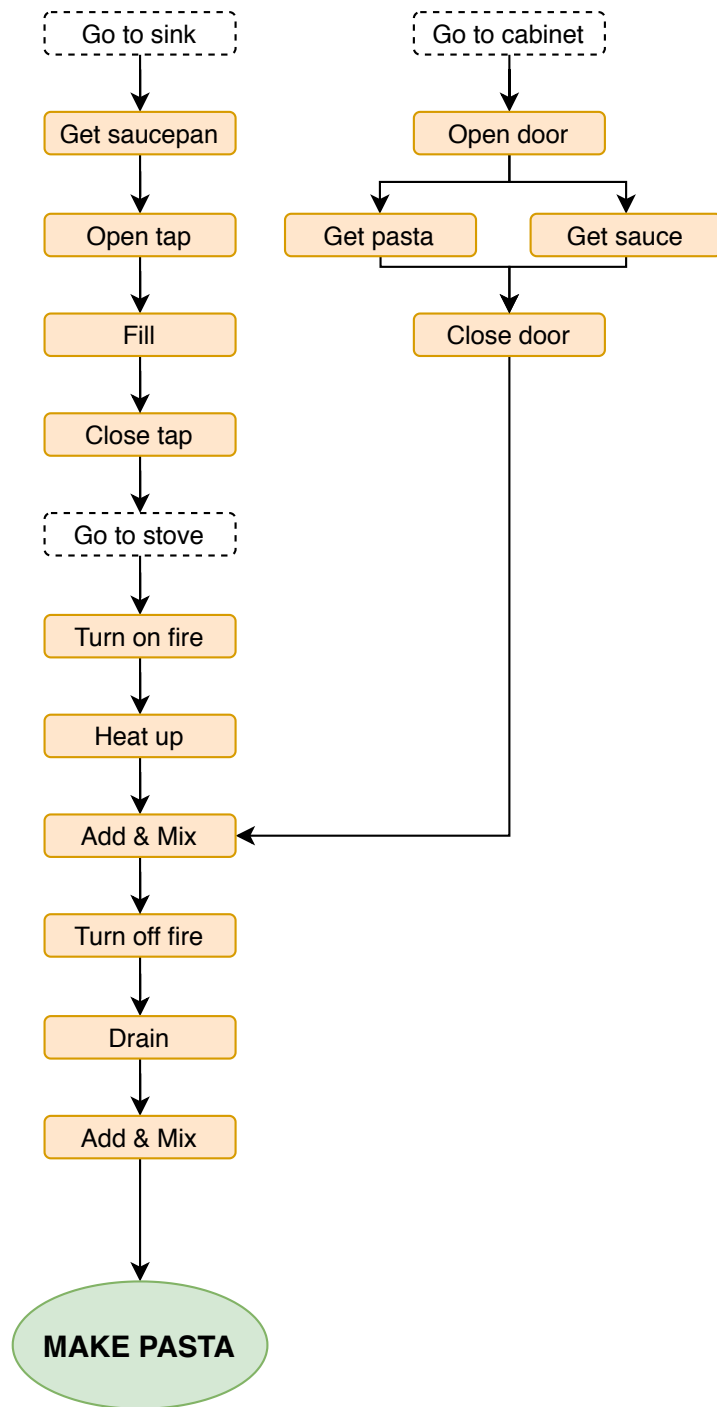 Go to sink
Go to cabinet
Get saucepan
Open door
Open tap
Get pasta
Get sauce
Fill
Close door
Close tap
Go to stove
Turn on fire
Heat up
Add & Mix
Turn off fire
Drain
Add & Mix
MAKE PASTA